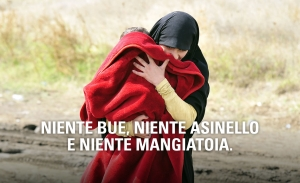 NIENTE BUE, NIENTE ASINELLO
E NIENTE MANGIATOIA.